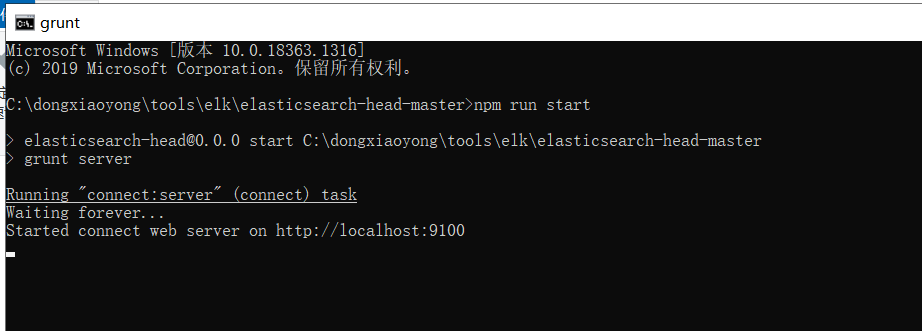 grunt
Microsoft Windows [版本 10.0.18363.1316]
(c) 2019 Microsoft Corporation。保留所有权利。
C:\dongxiaoyong\tools\elk\elasticsearch-head-master>npm run start
> elasticsearch-head@0.0.0 start C:\dongxiaoyong\tools\elk\elasticsearch-head-master
> grunt server
Running "connect:server" (connect) task
Waiting forever...
Started connect web server on http://localhost:9100